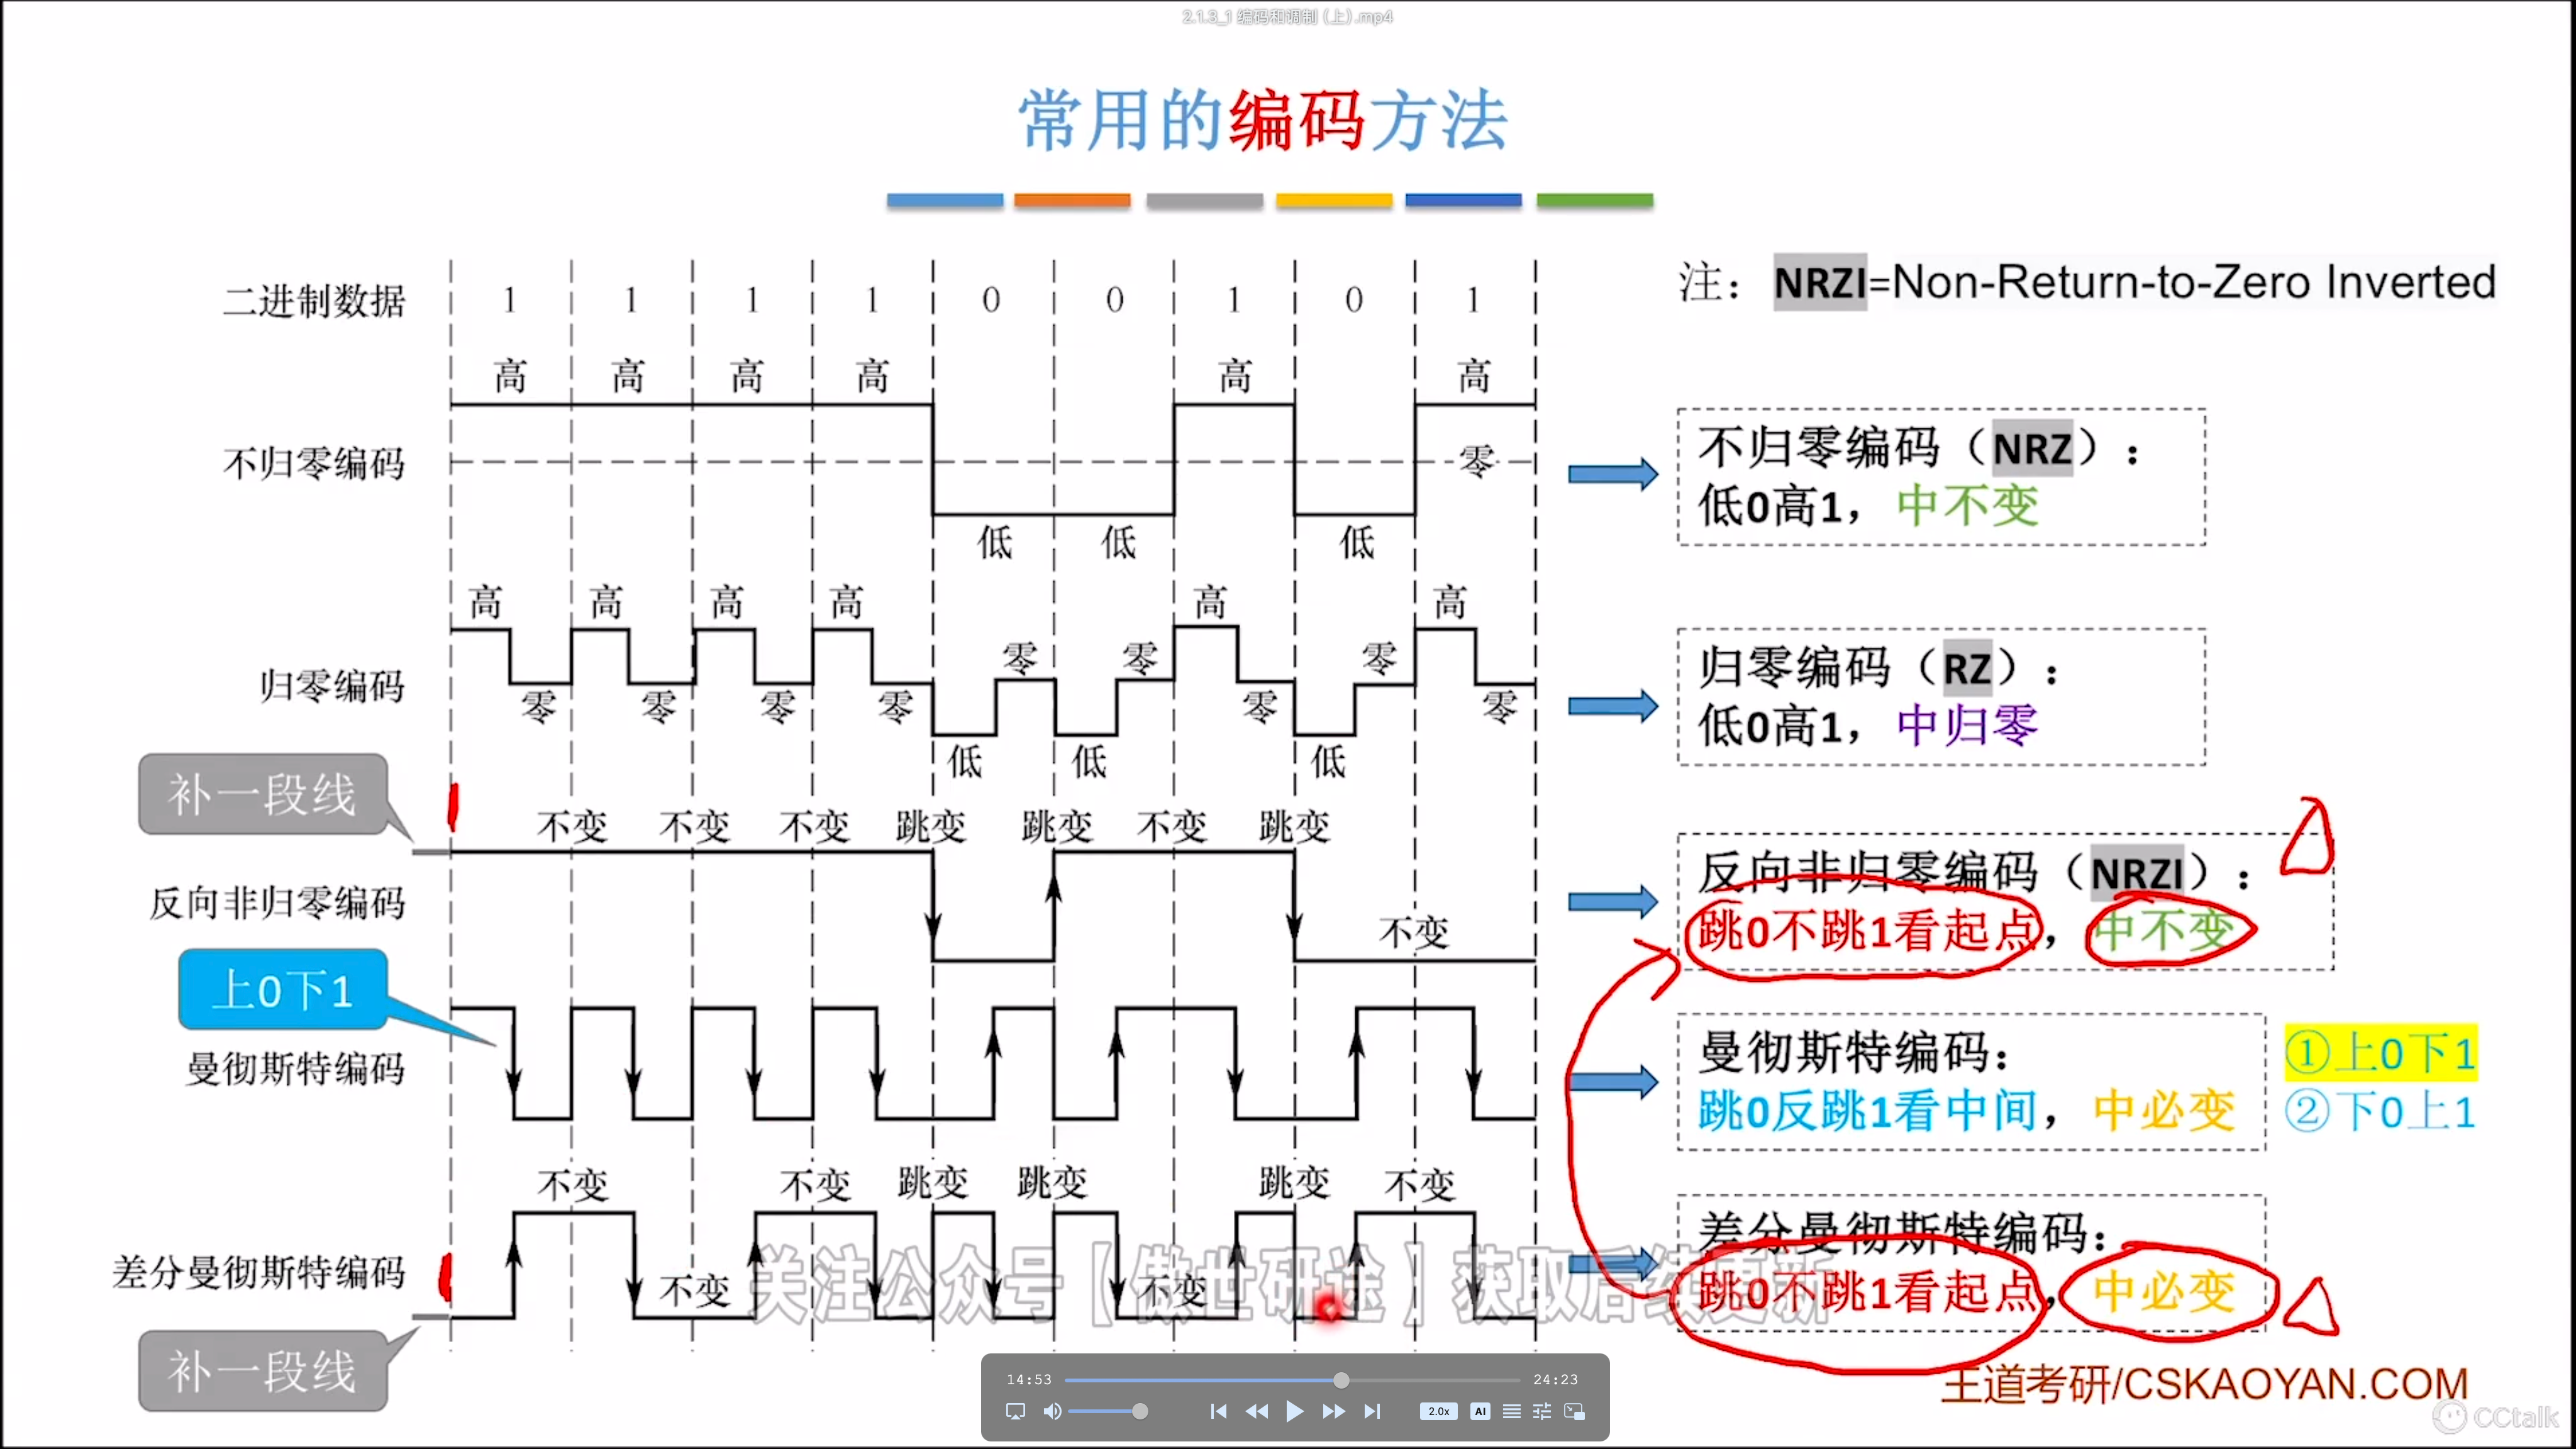 2.1.3_1 编码和调制 (上).mp4
常用的编码方法
二进制数据 1 1 1 1 0 0 1 0 1
注：NRZI=Non-Return-to-Zero Inverted
高 高 高 高 高 高
不归零编码
零
低 低 低
不归零编码（NRZ）：
低0高1，中不变
高 高 高 高 高 高
零 零 零
归零编码
零 零 零 零 零 零
低 低 低
归零编码（RZ）：
低0高1，中归零
补一段线
不变 不变 不变 跳变 跳变 不变 跳变
反向非归零编码
不变
反向非归零编码（NRZI）：
跳0不跳1看起点，中不变
上0下1
曼彻斯特编码
曼彻斯特编码：
跳0反跳1看中间，中必变
①上0下1
②下0上1
不变 不变 跳变 跳变 跳变 不变
差分曼彻斯特编码
不变 不变
差分曼彻斯特编码：
跳0不跳1看起点，中必变
关注公众号【傲世研途】获取后续更新
补一段线
14:53 24:23
2.0x AI
王道考研/CSKAOYAN.COM
CCtalk